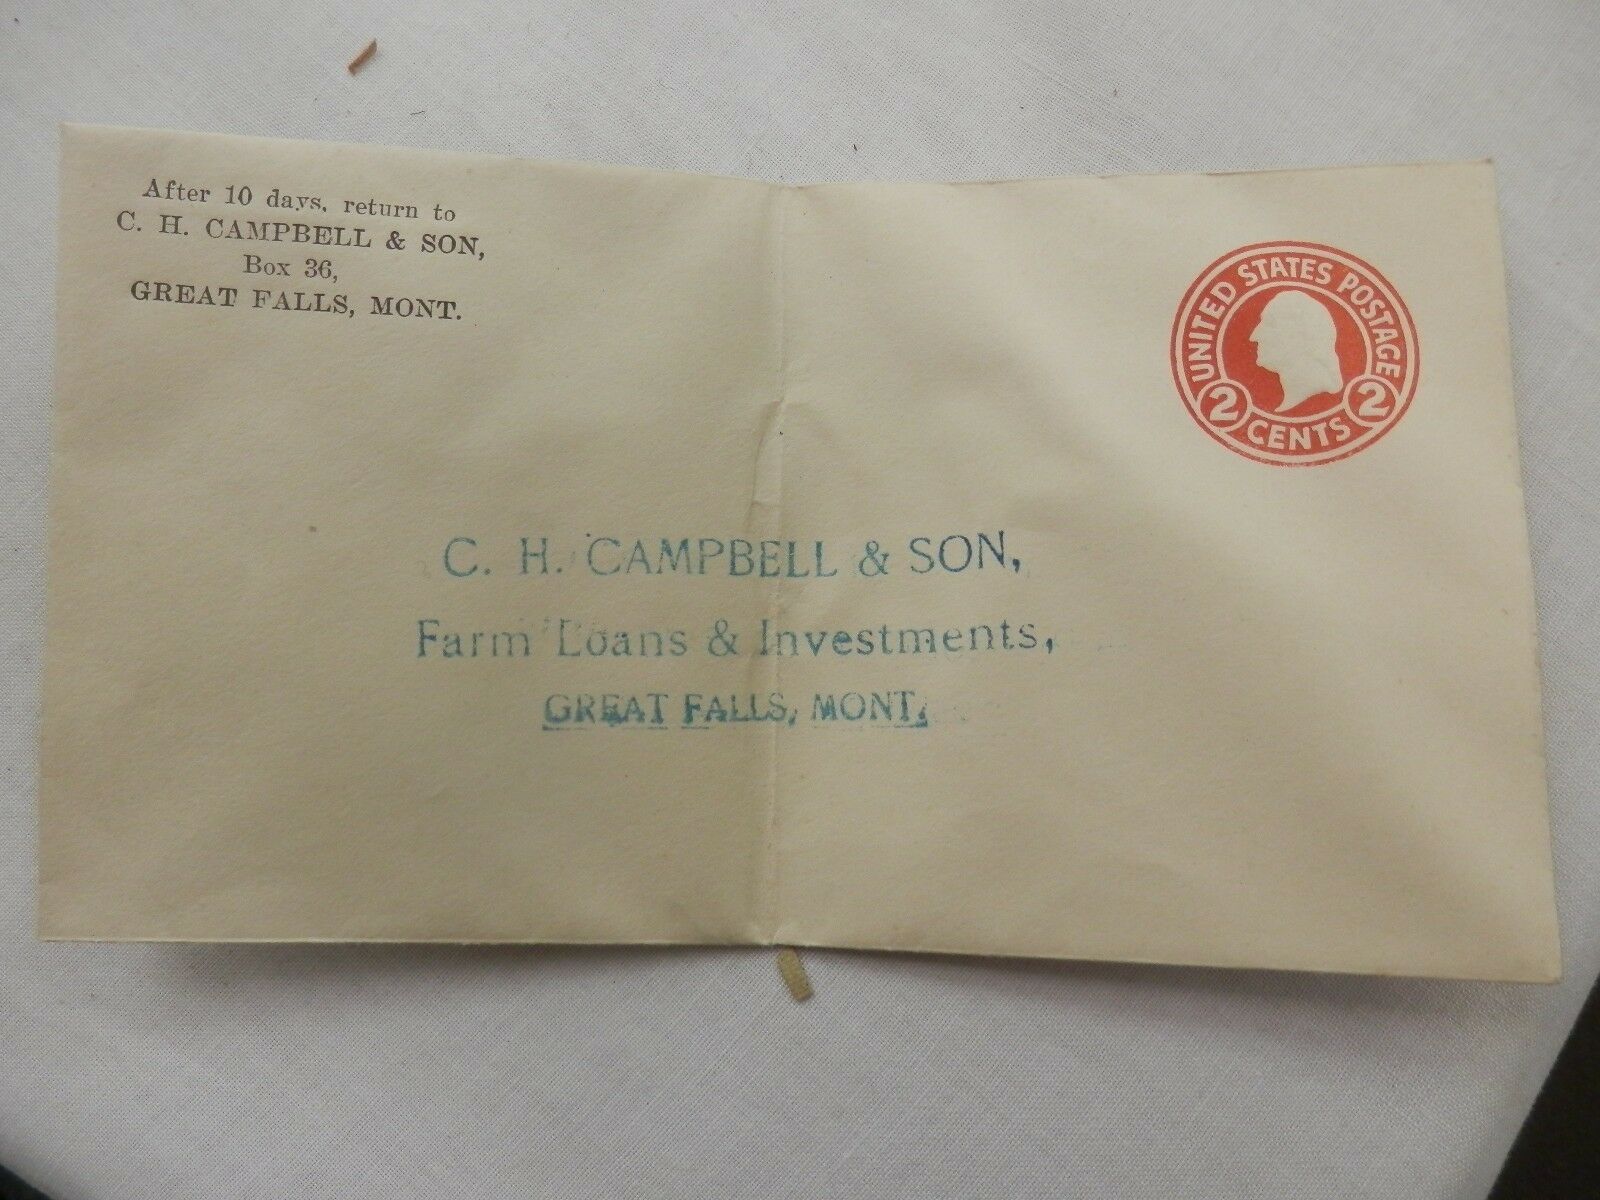 After 10 days, return to
C. H. CAMPBELL & SON,
Box 36,
GREAT FALLS, MONT.
UNITED STATES POSTAGE
2 CENTS 2
C. H. CAMPBELL & SON,
Farm Loans & Investments,
GREAT FALLS, MONT.